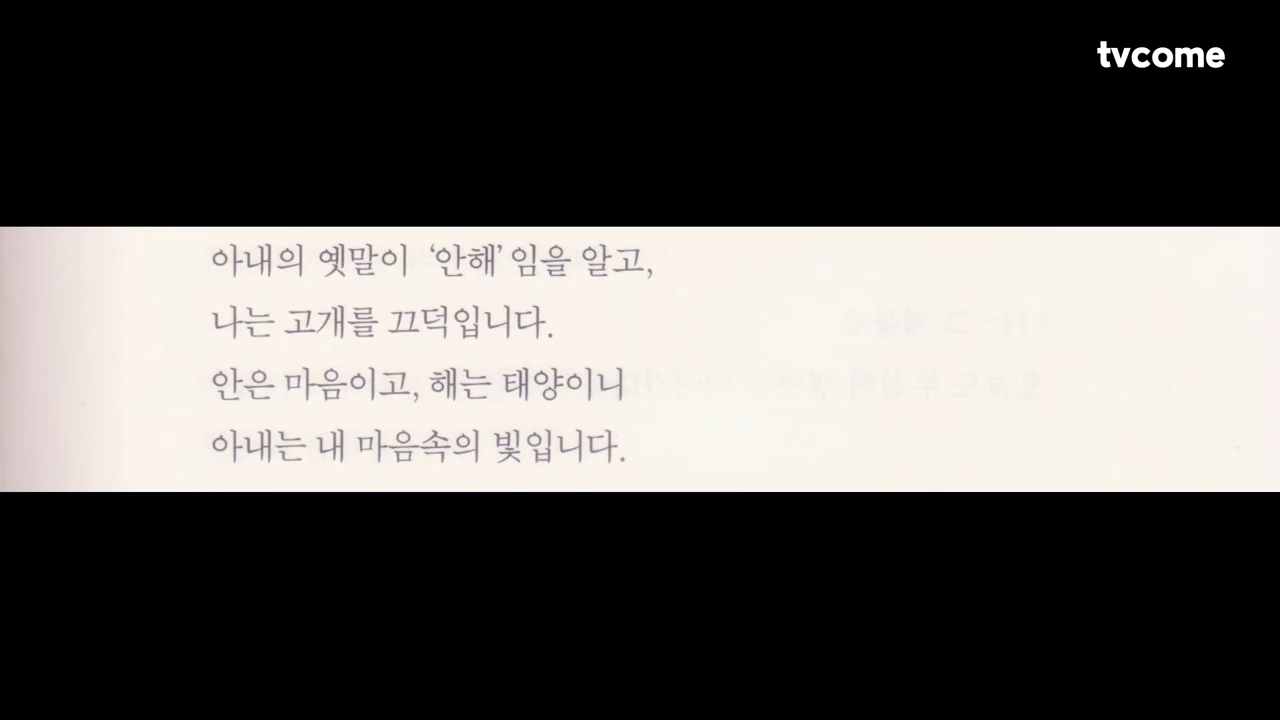 tvcome
아내의 옛말이 ‘안해’ 임을 알고,
나는 고개를 끄덕입니다.
안은 마음이고, 해는 태양이니
아내는 내 마음속의 빛입니다.